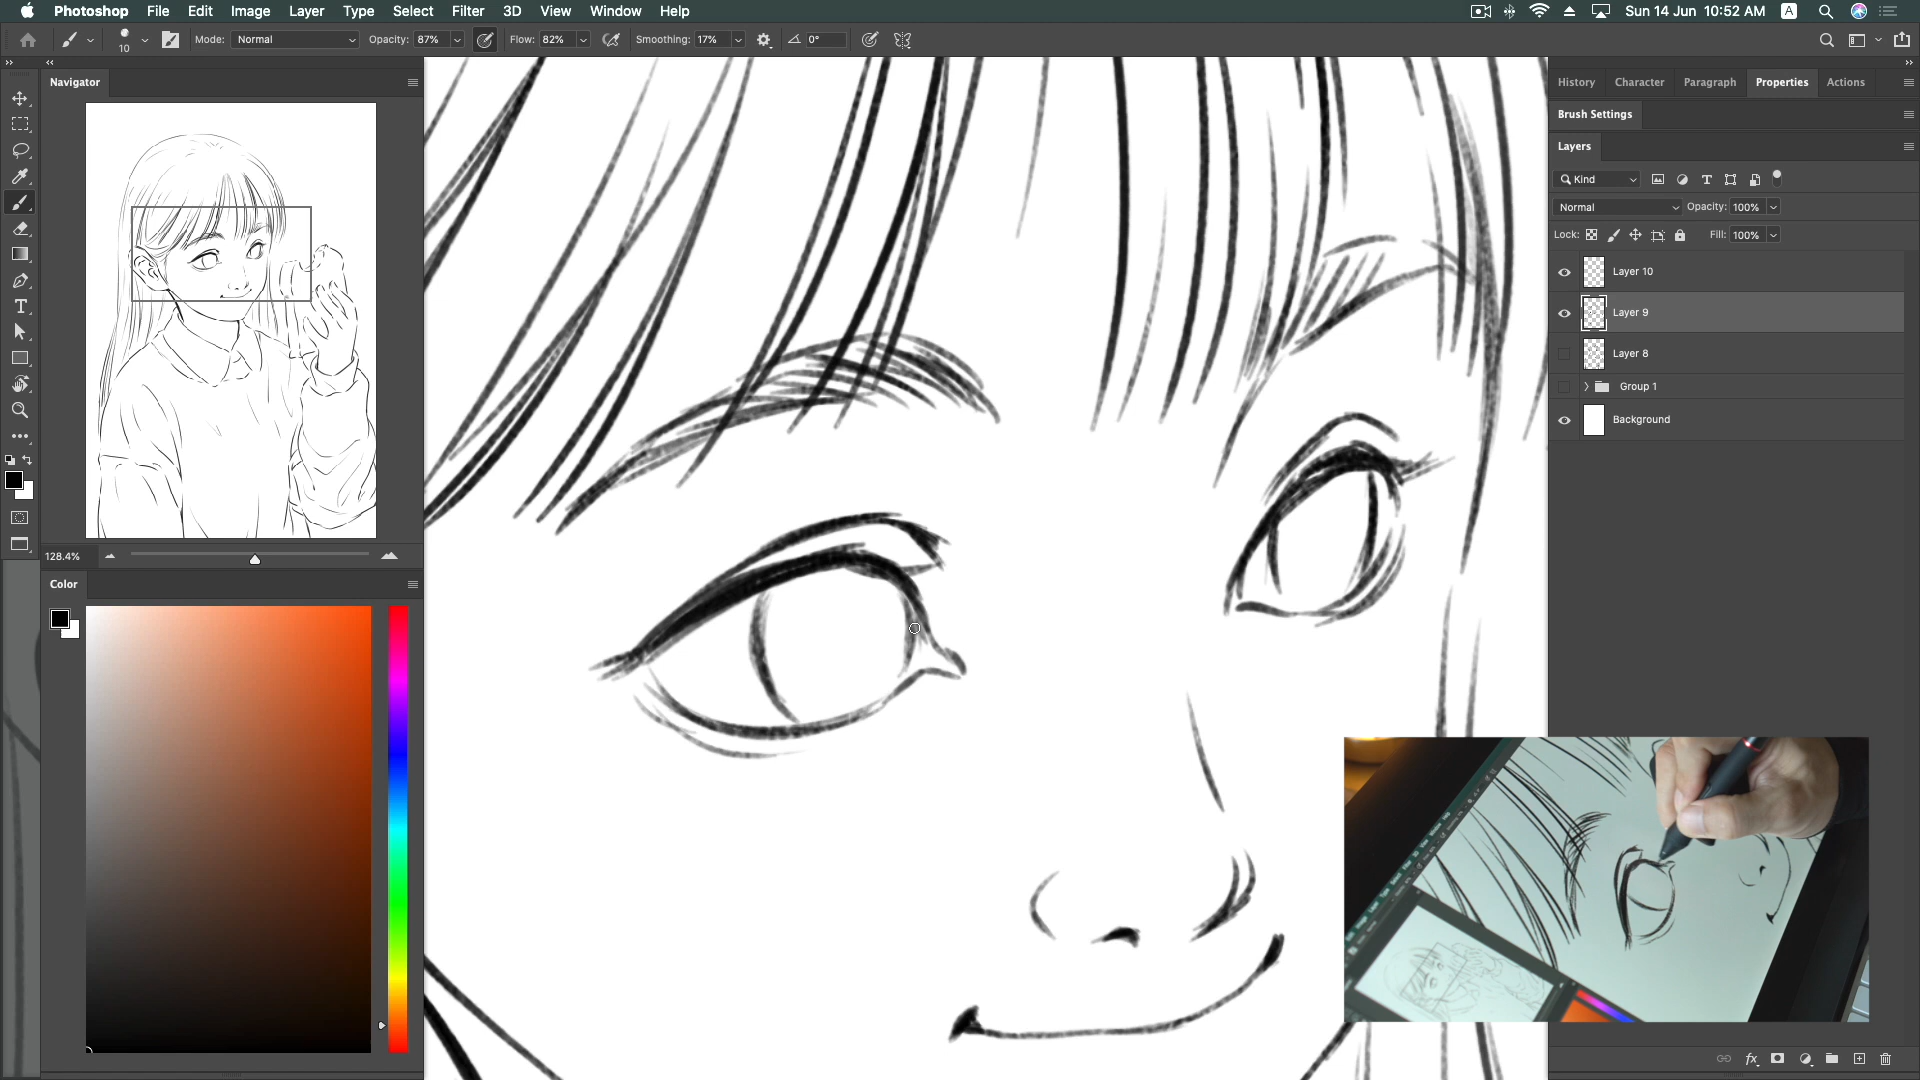 Photoshop File Edit Image Layer Type Select Filter 3D View Window Help Sun 14 Jun 10:52 AM A
10 Mode: Normal Opacity: 87% Flow: 82% Smoothing: 17% 0°
Navigator
128.4%
Color
History Character Paragraph Properties Actions
Brush Settings
Layers
Kind
Normal Opacity: 100%
Lock: Fill: 100%
Layer 10
Layer 9
Layer 8
Group 1
Background
fx